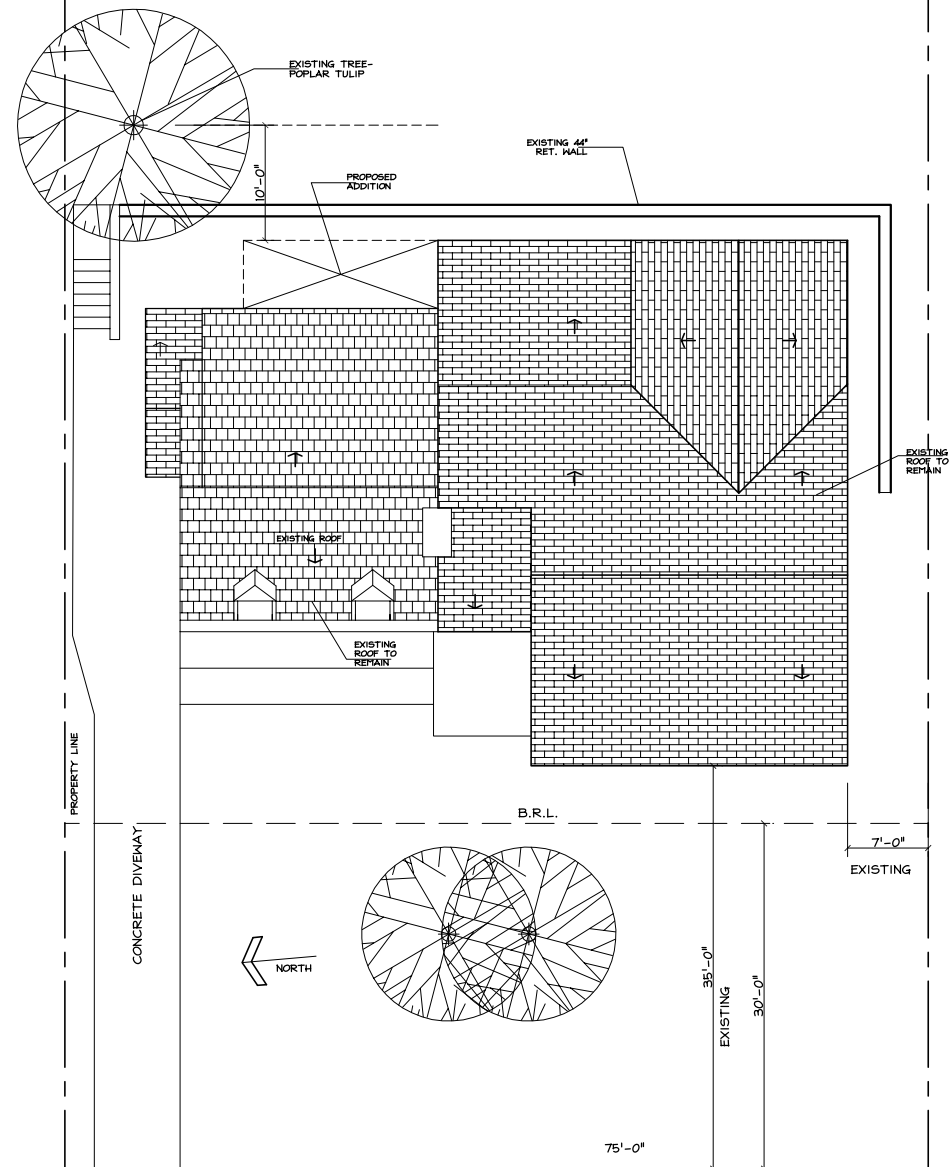 EXISTING TREE-
POPLAR TULIP
EXISTING 44"
RET. WALL
PROPOSED
ADDITION
10'-0"
EXISTING
ROOF TO
REMAIN
EXISTING ROOF
EXISTING
ROOF TO
REMAIN
PROPERTY LINE
B.R.L.
7'-0"
EXISTING
CONCRETE DIVEWAY
NORTH
35'-0"
EXISTING
30'-0"
75'-0"